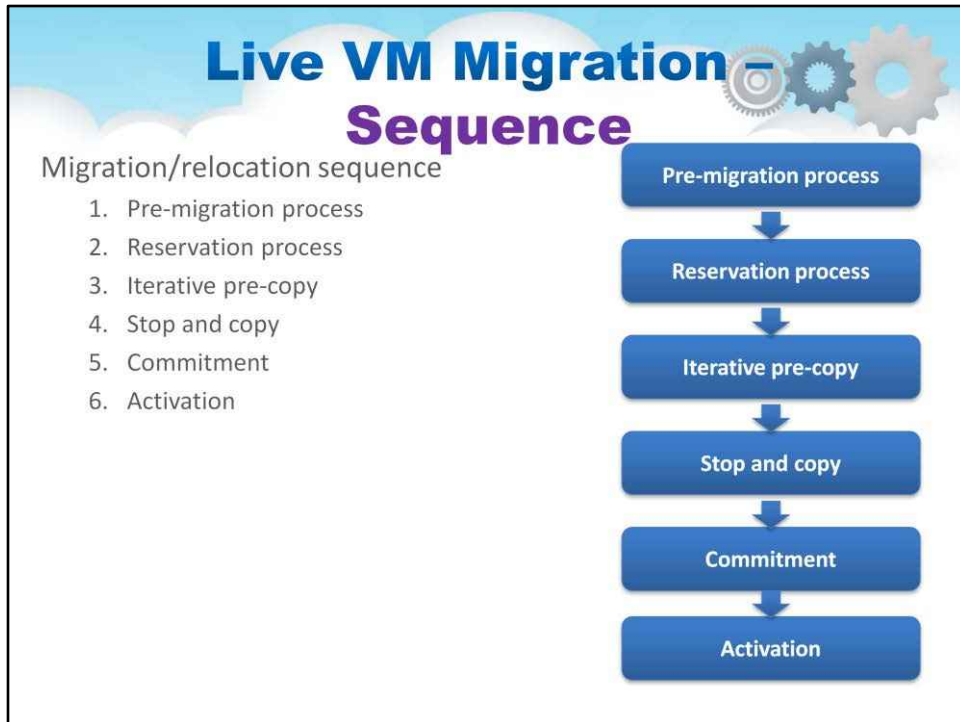 Live VM Migration –
Sequence
Migration/relocation sequence
1. Pre-migration process
2. Reservation process
3. Iterative pre-copy
4. Stop and copy
5. Commitment
6. Activation
Pre-migration process
Reservation process
Iterative pre-copy
Stop and copy
Commitment
Activation